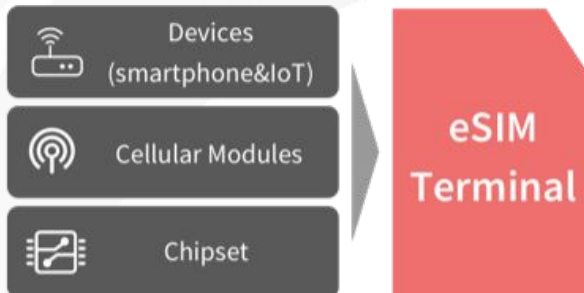 Devices
(smartphone&IoT)
Cellular Modules
Chipset
eSIM
Terminal